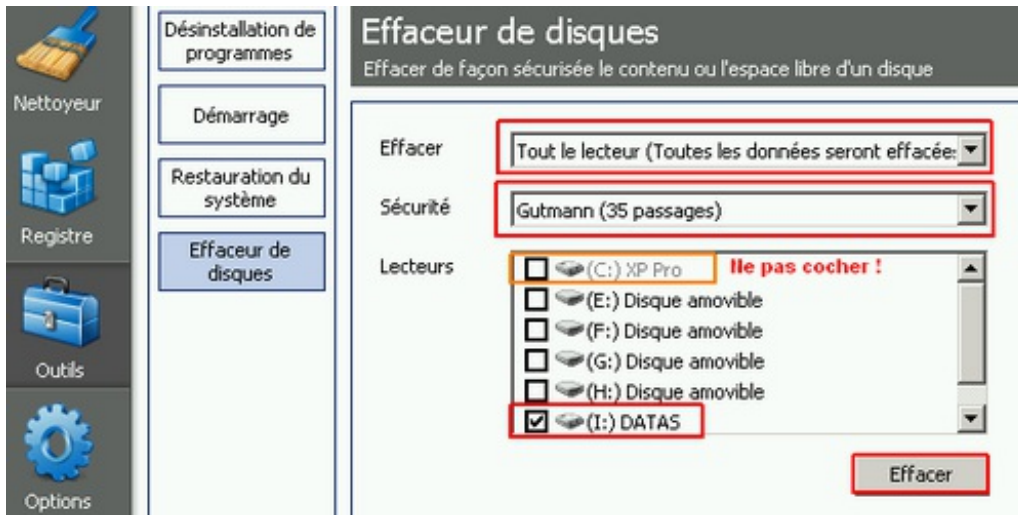 Nettoyeur
Registre
Outils
Options
Désinstallation de
programmes
Démarrage
Restauration du
système
Effaceur de
disques
Effaceur de disques
Effacer de façon sécurisée le contenu ou l'espace libre d'un disque
Effacer
Tout le lecteur (Toutes les données seront effacées
Sécurité
Gutmann (35 passages)
Lecteurs
(C:) XP Pro
Ne pas cocher !
(E:) Disque amovible
(F:) Disque amovible
(G:) Disque amovible
(H:) Disque amovible
(I:) DATAS
Effacer